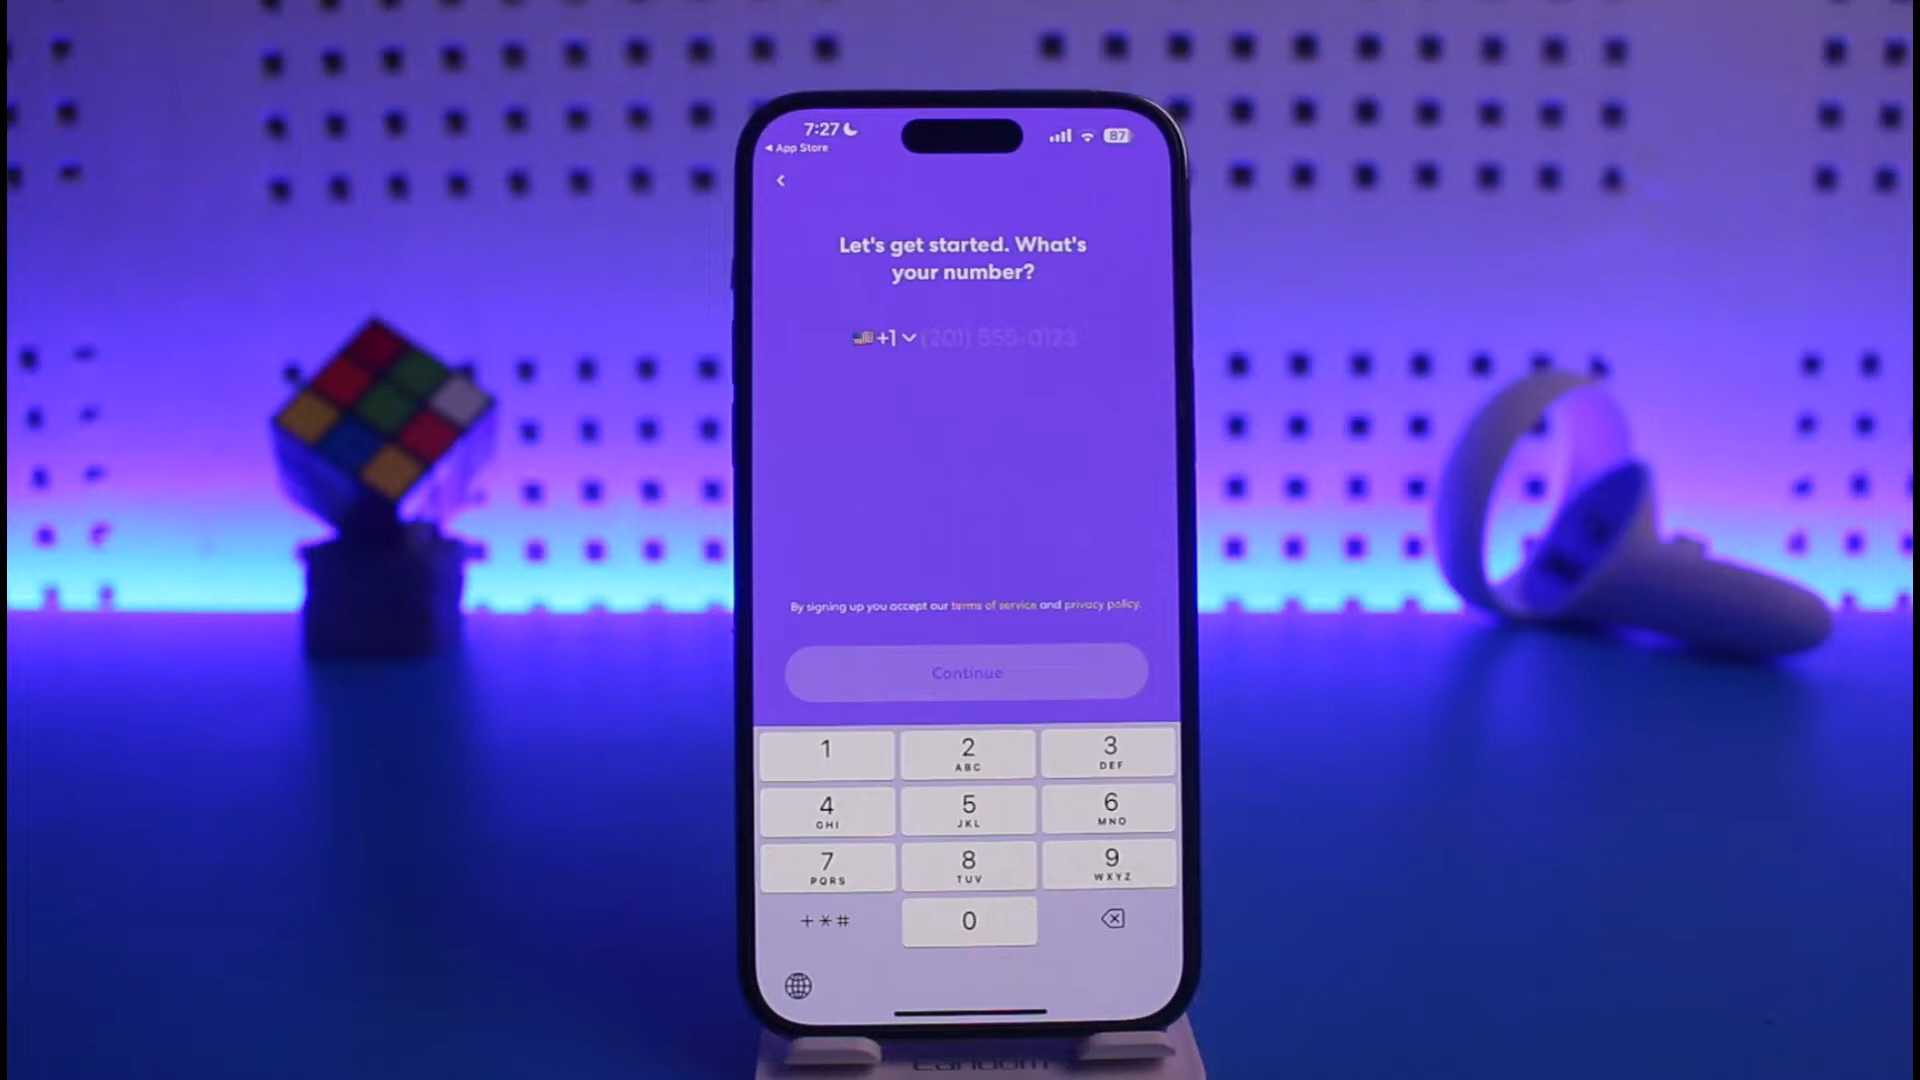 7:27
87
◂ App Store
Let's get started. What's
your number?
+1 (201) 555-0123
By signing up you accept our terms of service and privacy policy.
Continue
1
2
ABC
3
DEF
4
GHI
5
JKL
6
MNO
7
PQRS
8
TUV
9
WXYZ
+*#
0